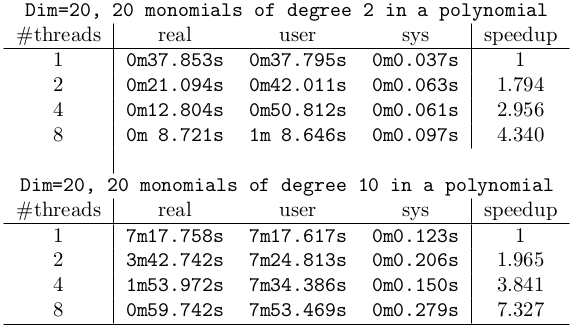 Dim=20, 20 monomials of degree 2 in a polynomial
#threads real user sys speedup
1 0m37.853s 0m37.795s 0m0.037s 1
2 0m21.094s 0m42.011s 0m0.063s 1.794
4 0m12.804s 0m50.812s 0m0.061s 2.956
8 0m 8.721s 1m 8.646s 0m0.097s 4.340
Dim=20, 20 monomials of degree 10 in a polynomial
#threads real user sys speedup
1 7m17.758s 7m17.617s 0m0.123s 1
2 3m42.742s 7m24.813s 0m0.206s 1.965
4 1m53.972s 7m34.386s 0m0.150s 3.841
8 0m59.742s 7m53.469s 0m0.279s 7.327